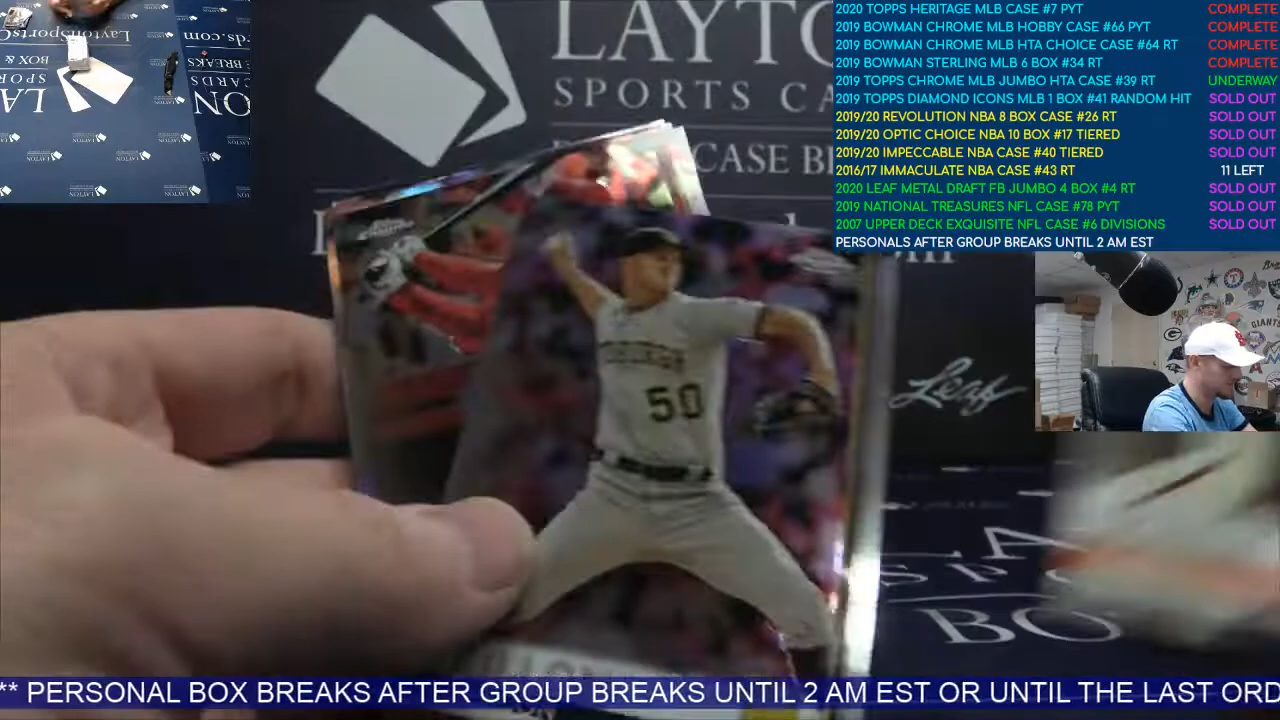 2020 TOPPS HERITAGE MLB CASE #7 PYT COMPLETE
2019 BOWMAN CHROME MLB HOBBY CASE #66 PYT COMPLETE
2019 BOWMAN CHROME MLB HTA CHOICE CASE #64 RT COMPLETE
2019 BOWMAN STERLING MLB 6 BOX #34 RT COMPLETE
2019 TOPPS CHROME MLB JUMBO HTA CASE #39 RT UNDERWAY
2019 TOPPS DIAMOND ICONS MLB 1 BOX #41 RANDOM HIT SOLD OUT
2019/20 REVOLUTION NBA 8 BOX CASE #26 RT SOLD OUT
2019/20 OPTIC CHOICE NBA 10 BOX #17 TIERED SOLD OUT
2019/20 IMPECCABLE NBA CASE #40 TIERED SOLD OUT
2016/17 IMMACULATE NBA CASE #43 RT 11 LEFT
2020 LEAF METAL DRAFT FB JUMBO 4 BOX #4 RT SOLD OUT
2019 NATIONAL TREASURES NFL CASE #78 PYT SOLD OUT
2007 UPPER DECK EXQUISITE NFL CASE #6 DIVISIONS SOLD OUT
PERSONALS AFTER GROUP BREAKS UNTIL 2 AM EST
LAYTO
SPORTS CA
CASE BR
50
Leaf
BO
GIANTS
** PERSONAL BOX BREAKS AFTER GROUP BREAKS UNTIL 2 AM EST OR UNTIL THE LAST ORD